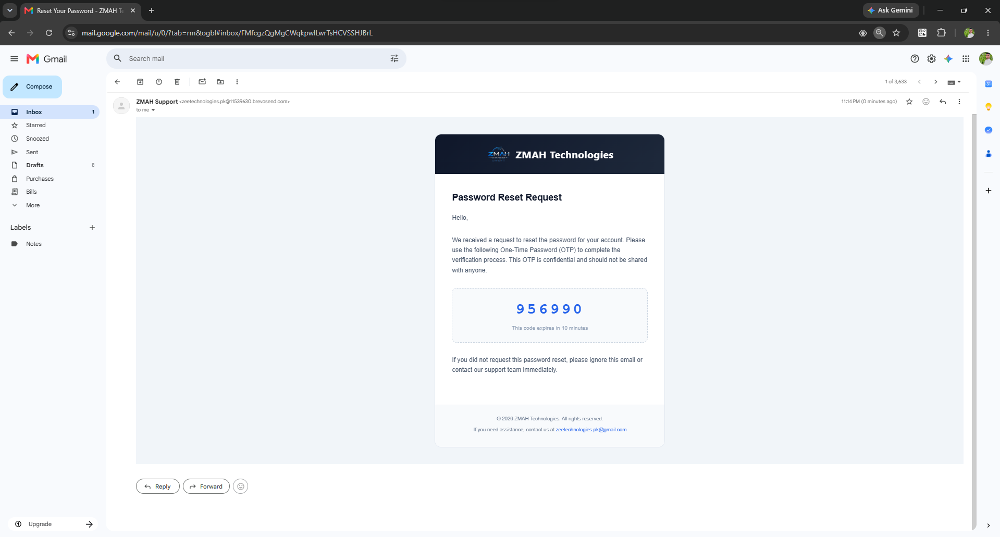 Reset Your Password - ZMAH Te
Ask Gemini
mail.google.com/mail/u/0/?tab=rm&ogbl#inbox/FMfcgzQgMgCWqkpwlLwrTsHCVSSHJBrL
Gmail
Search mail
Compose
1 of 3,633
Inbox 1
Starred
Snoozed
Sent
Drafts 8
Purchases
Bills
More
Labels
Notes
Upgrade
ZMAH Support <zeetechnologies.pk@11539630.brevosend.com>
11:14 PM (0 minutes ago)
to me
ZMAH
ZMAH Technologies
Password Reset Request
Hello,
We received a request to reset the password for your account. Please
use the following One-Time Password (OTP) to complete the
verification process. This OTP is confidential and should not be shared
with anyone.
956990
This code expires in 10 minutes
If you did not request this password reset, please ignore this email or
contact our support team immediately.
© 2026 ZMAH Technologies. All rights reserved.
If you need assistance, contact us at zeetechnologies.pk@gmail.com
Reply
Forward
31